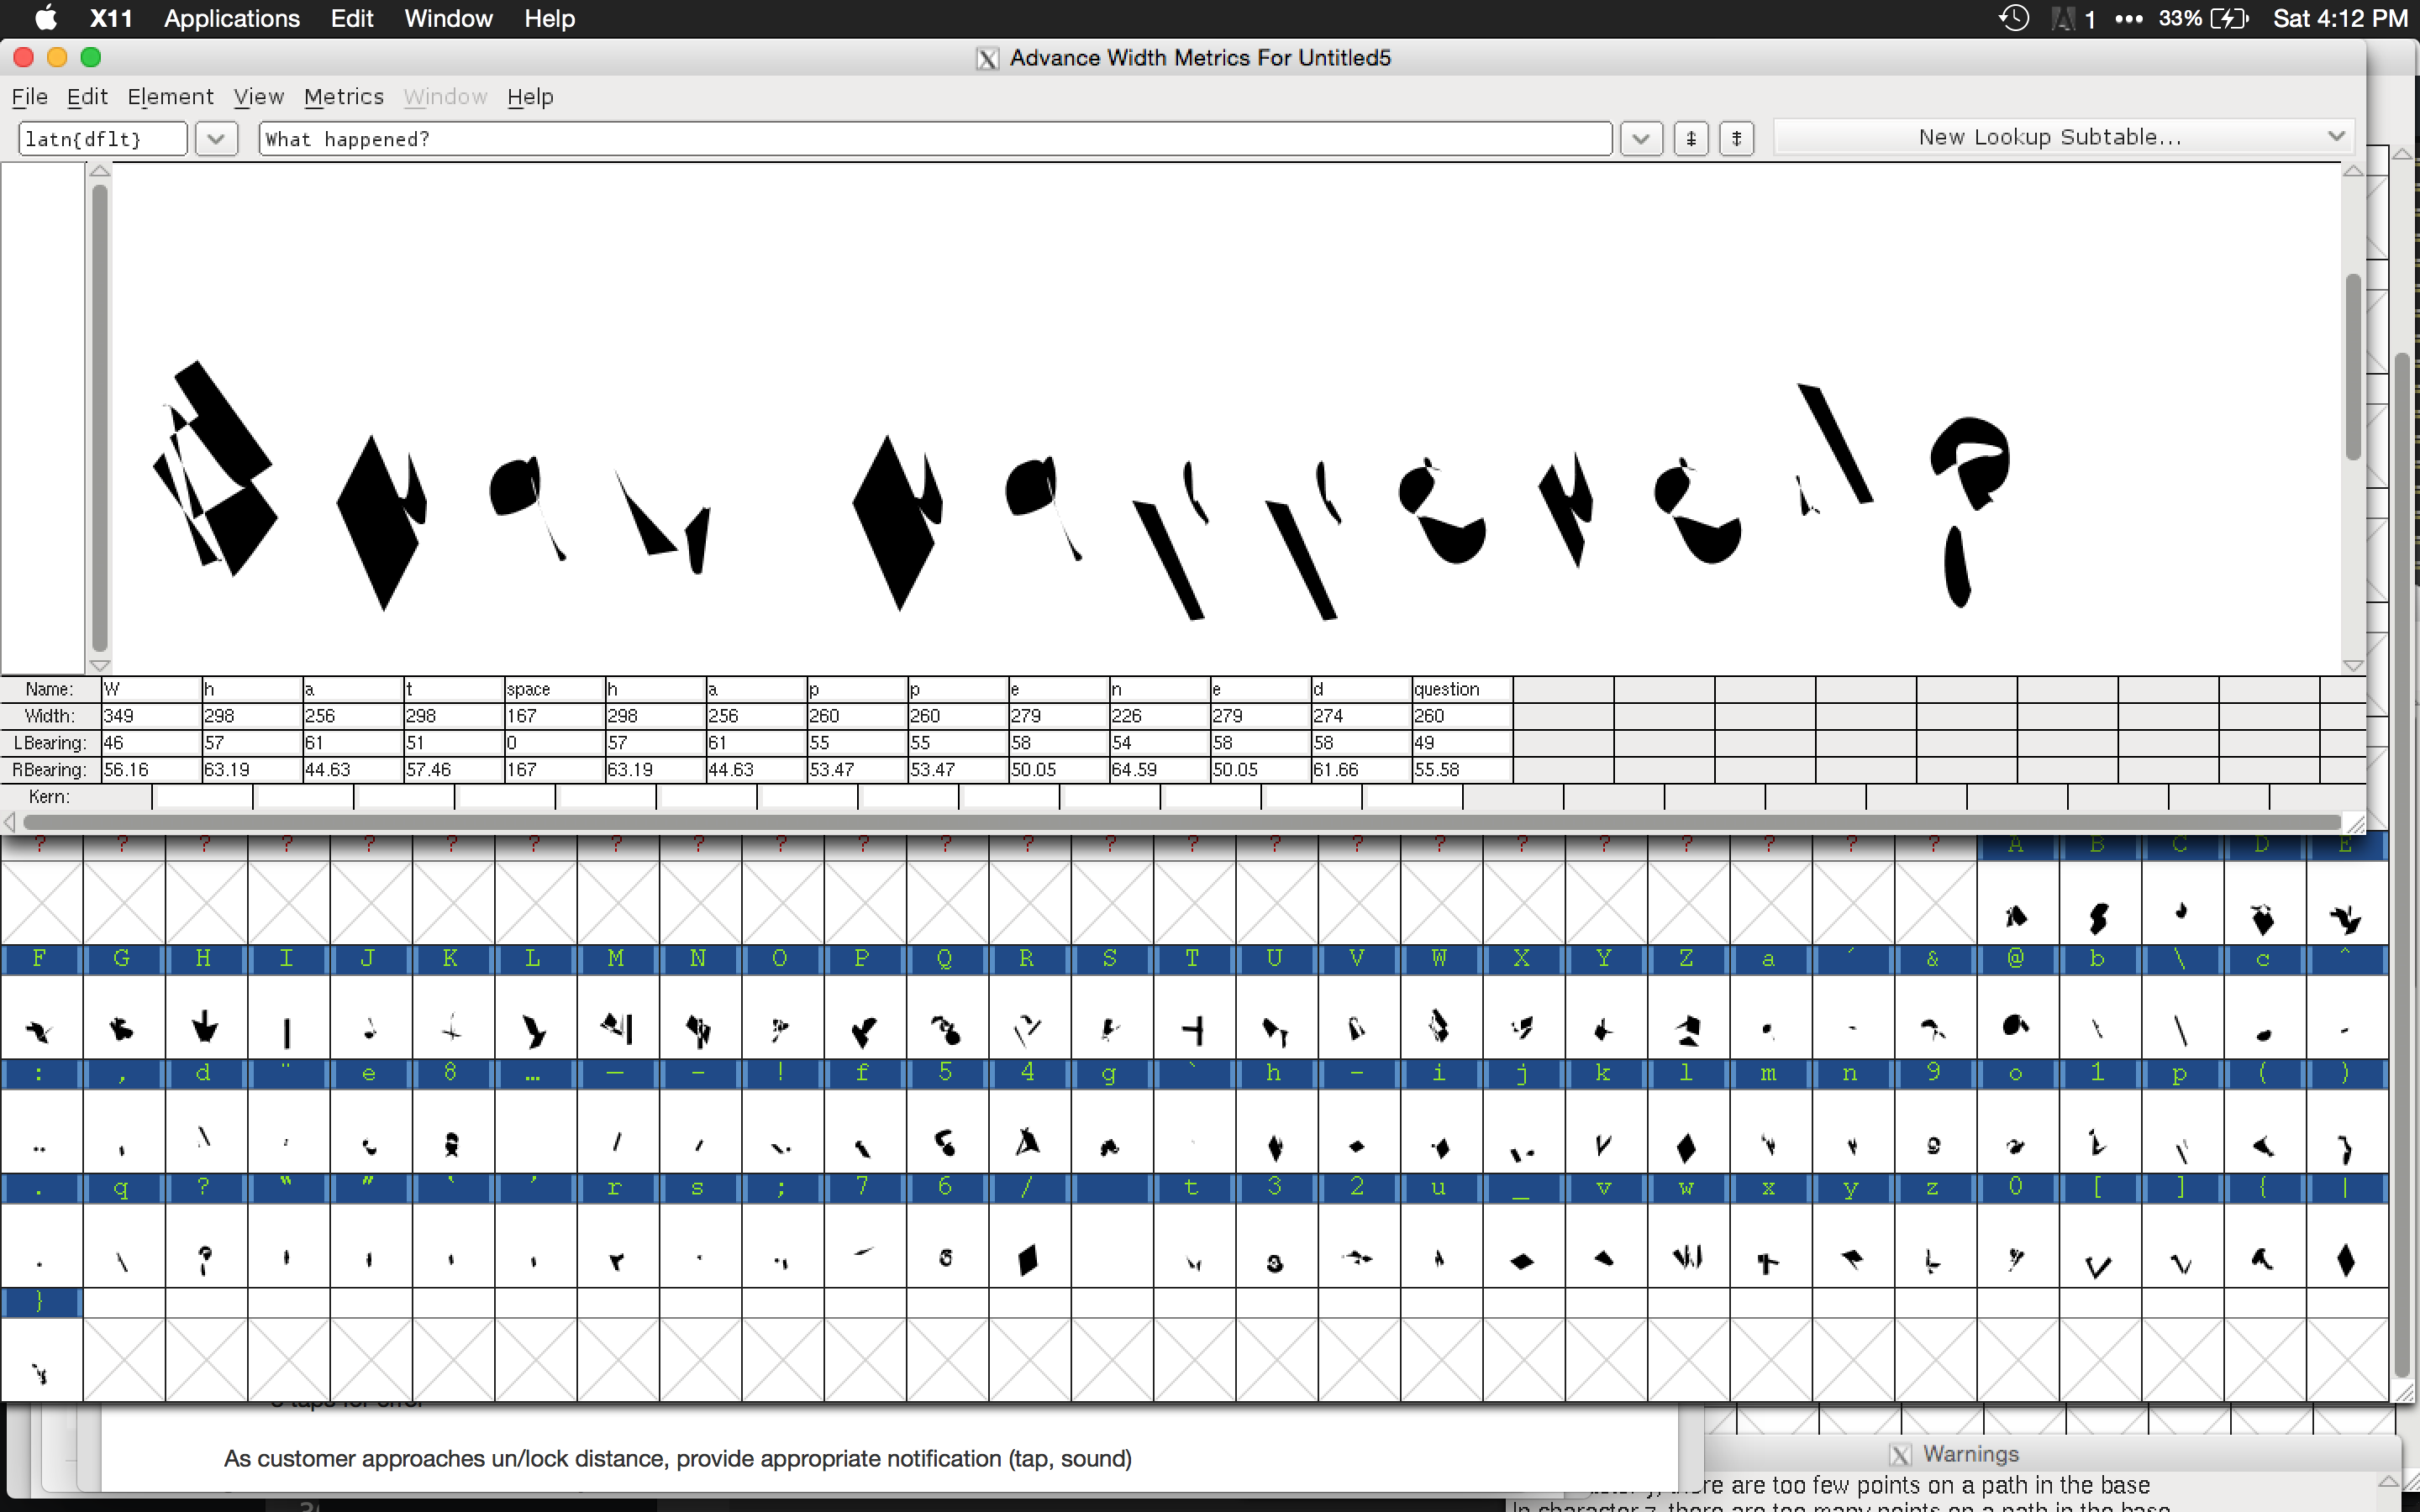 X11 Applications Edit Window Help 1 33% Sat 4:12 PM
Advance Width Metrics For Untitled5
File Edit Element View Metrics Window Help
latn{dflt} What happened? New Lookup Subtable...
Name: W h a t space h a p p e n e d question
Width: 349 298 256 298 167 298 256 260 260 279 226 279 274 260
LBearing: 46 57 61 51 0 57 61 55 55 58 54 58 58 49
RBearing: 56.16 63.19 44.63 57.46 167 63.19 44.63 53.47 53.47 50.05 64.59 50.05 61.66 55.58
Kern:
? ? ? ? ? ? ? ? ? ? ? ? ? ? ? ? ? ? ? ? ? ? ? ? A B C D E
F G H I J K L M N O P Q R S T U V W X Y Z a ´ & @ b \ c ^
: , d ¨ e 8 … — – ! f 5 4 g ` h - i j k l m n 9 o 1 p ( )
. q ? “ ” ‘ ’ r s ; 7 6 / t 3 2 u _ v w x y z 0 [ ] { |
}
As customer approaches un/lock distance, provide appropriate notification (tap, sound)
Warnings
there are too few points on a path in the base
In character z, there are too many points on a path in the base